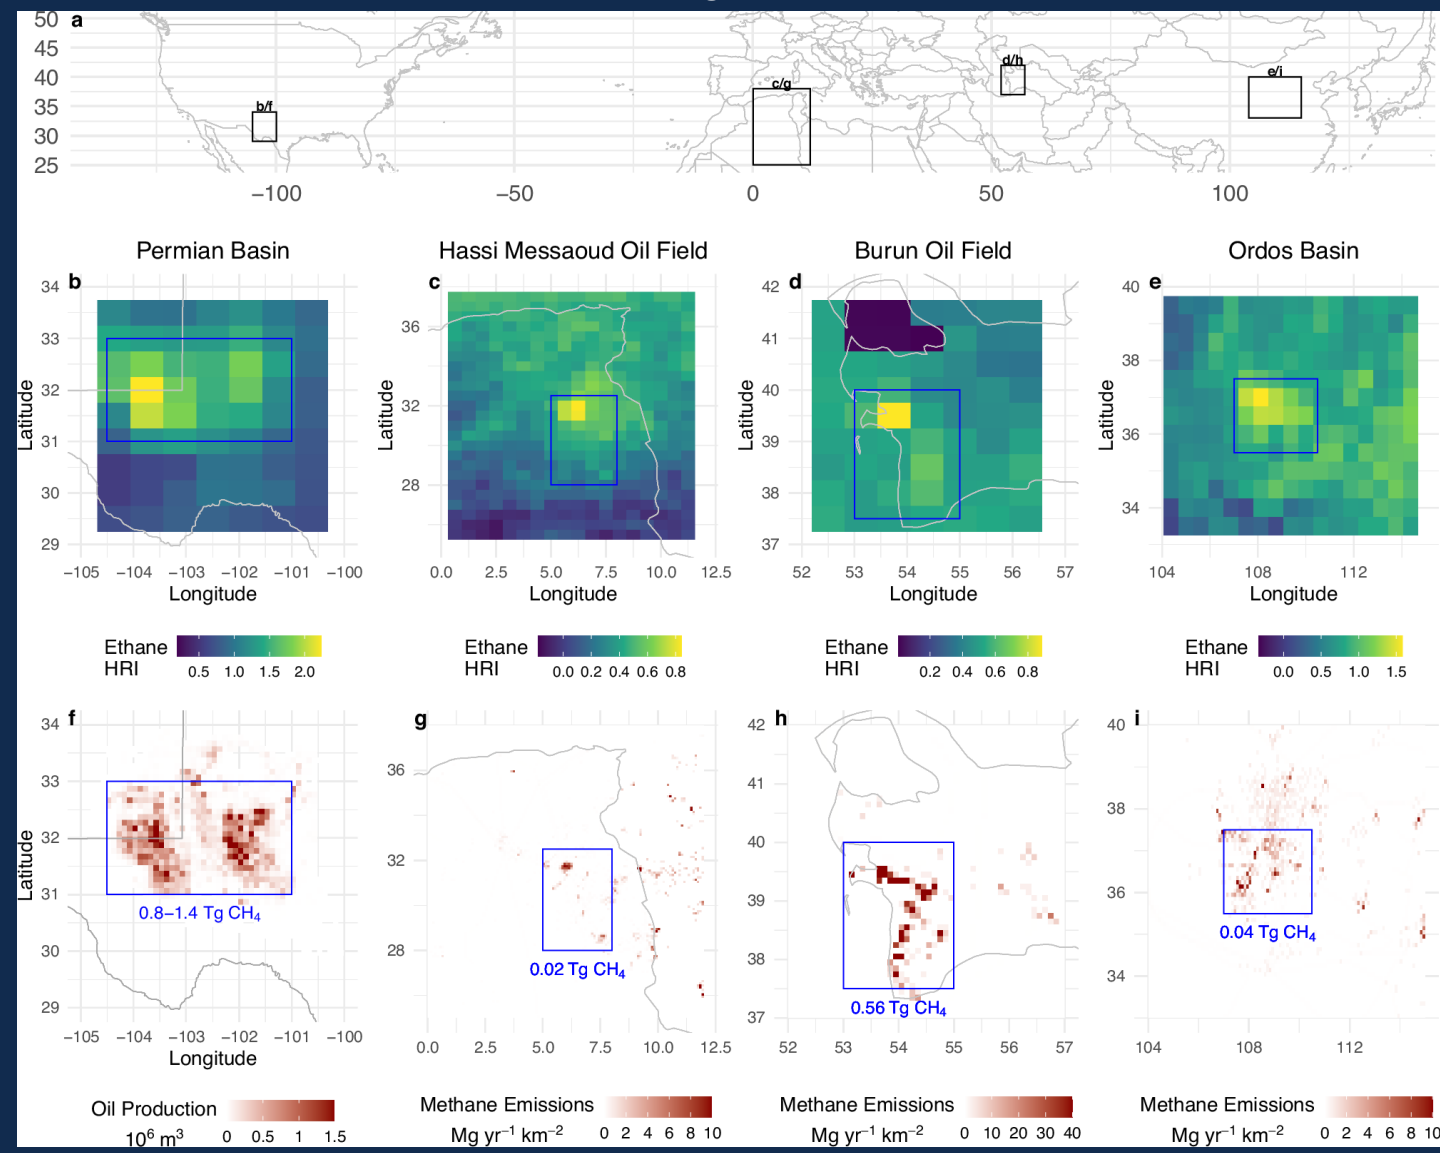 a
50
45
40
35
30
25
b/f
c/g
d/h
e/i
−100
−50
0
50
100
Permian Basin
Hassi Messaoud Oil Field
Burun Oil Field
Ordos Basin
b
34
33
32
31
30
29
Latitude
−105 −104 −103 −102 −101 −100
Longitude
c
36
32
28
Latitude
0.0 2.5 5.0 7.5 10.0 12.5
Longitude
d
42
41
40
39
38
37
Latitude
52 53 54 55 56 57
Longitude
e
40
38
36
34
Latitude
104 108 112
Longitude
Ethane
HRI
0.5 1.0 1.5 2.0
Ethane
HRI
0.0 0.2 0.4 0.6 0.8
Ethane
HRI
0.2 0.4 0.6 0.8
Ethane
HRI
0.0 0.5 1.0 1.5
f
34
33
32
31
30
29
Latitude
0.8−1.4 Tg CH₄
−105 −104 −103 −102 −101 −100
Longitude
g
36
32
28
0.02 Tg CH₄
0.0 2.5 5.0 7.5 10.0 12.5
h
42
41
40
39
38
37
0.56 Tg CH₄
52 53 54 55 56 57
i
40
38
36
34
0.04 Tg CH₄
104 108 112
Oil Production
10⁶ m³
0 0.5 1 1.5
Methane Emissions
Mg yr⁻¹ km⁻²
0 2 4 6 8 10
Methane Emissions
Mg yr⁻¹ km⁻²
0 10 20 30 40
Methane Emissions
Mg yr⁻¹ km⁻²
0 2 4 6 8 10